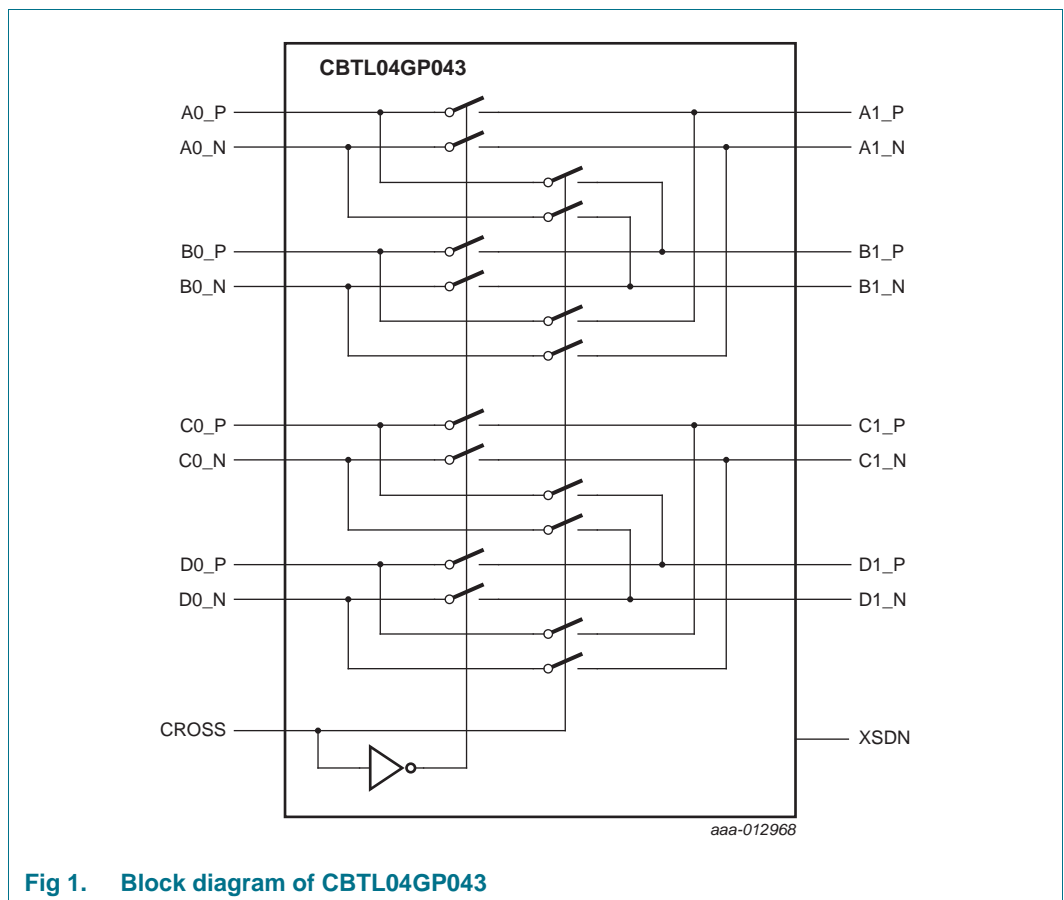 CBTL04GP043
A0_P
A1_P
A0_N
A1_N
B0_P
B1_P
B0_N
B1_N
C0_P
C1_P
C0_N
C1_N
D0_P
D1_P
D0_N
D1_N
CROSS
XSDN
aaa-012968
Fig 1. Block diagram of CBTL04GP043